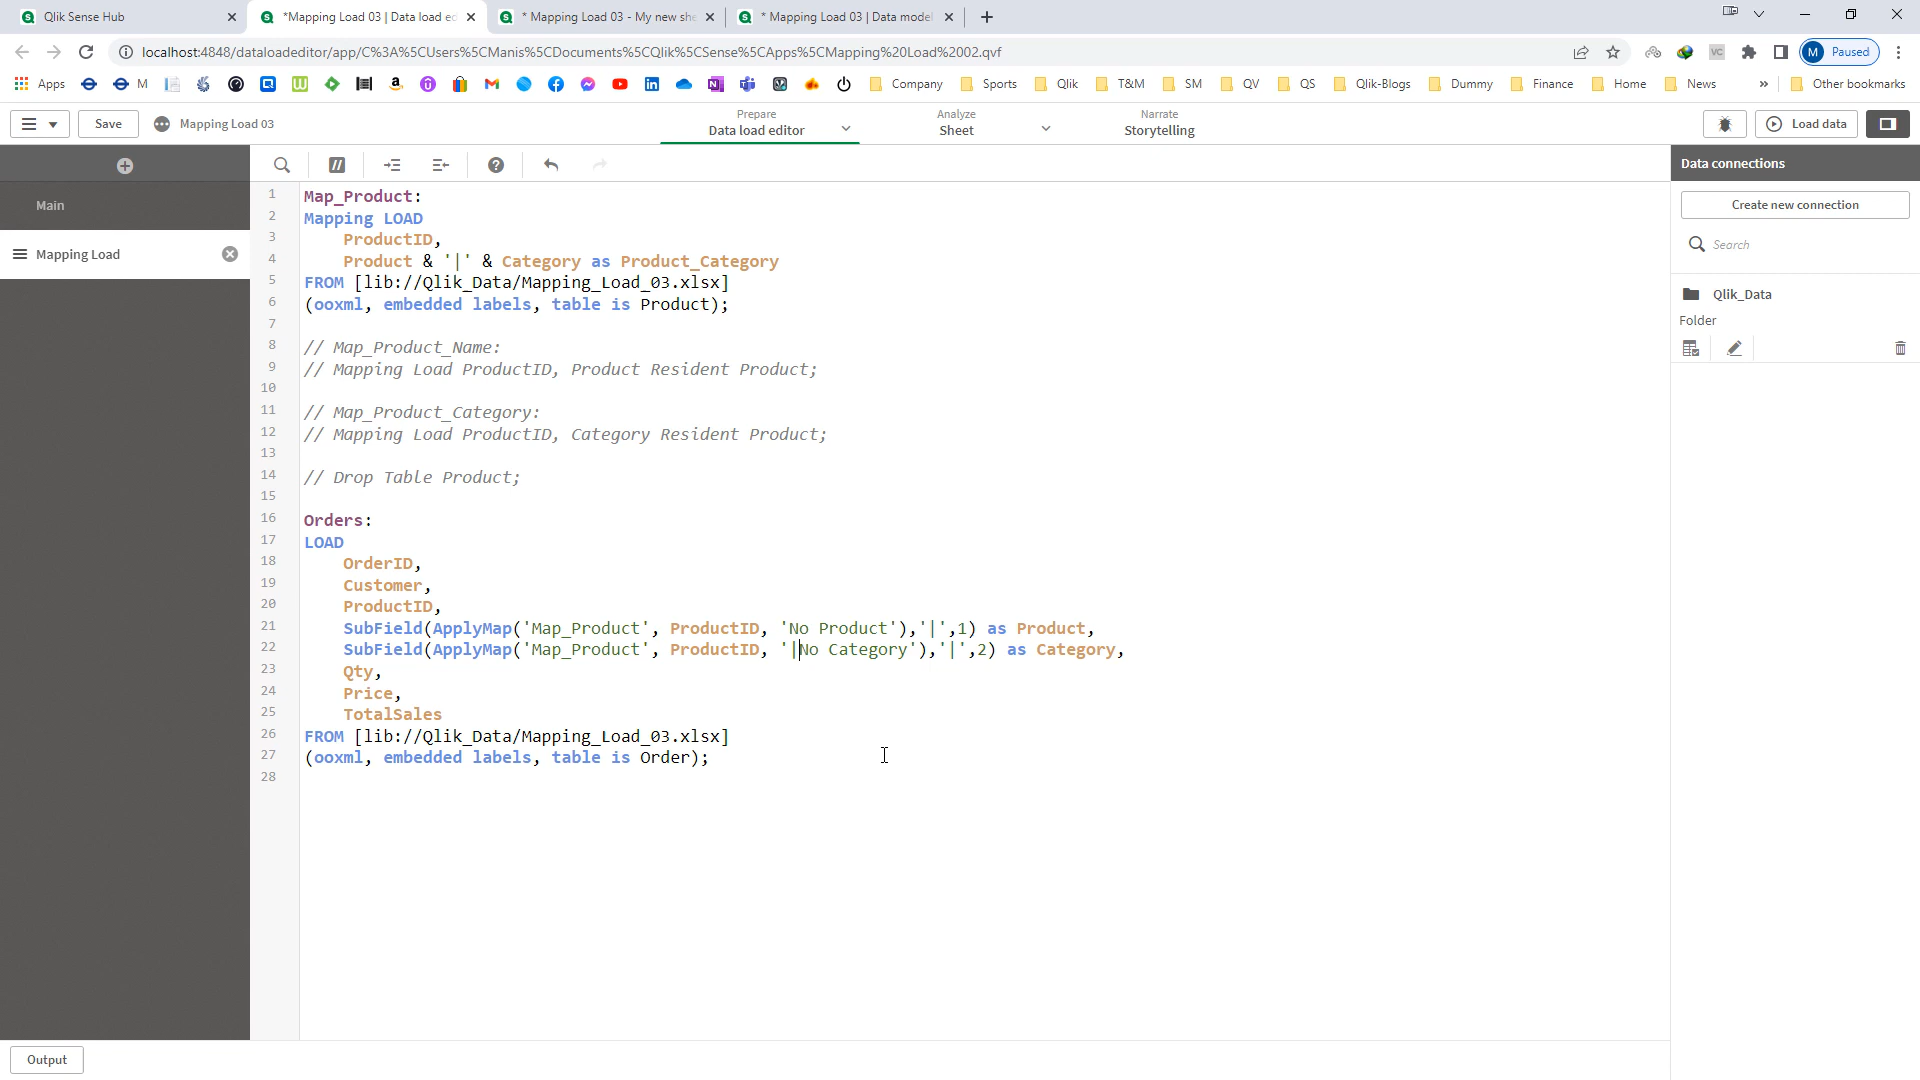 Qlik Sense Hub
*Mapping Load 03 | Data load ed
* Mapping Load 03 - My new she
* Mapping Load 03 | Data model
localhost:4848/dataloadeditor/app/C%3A%5CUsers%5CManis%5CDocuments%5CQlik%5CSense%5CApps%5CMapping%20Load%2002.qvf
VC
M Paused
Apps
M
Company
Sports
Qlik
T&M
SM
QV
QS
Qlik-Blogs
Dummy
Finance
Home
News
»
Other bookmarks
Save
Mapping Load 03
Prepare
Data load editor
Analyze
Sheet
Narrate
Storytelling
Load data
Main
Mapping Load
1 Map_Product:
2 Mapping LOAD
3 ProductID,
4 Product & '|' & Category as Product_Category
5 FROM [lib://Qlik_Data/Mapping_Load_03.xlsx]
6 (ooxml, embedded labels, table is Product);
7
8 // Map_Product_Name:
9 // Mapping Load ProductID, Product Resident Product;
10
11 // Map_Product_Category:
12 // Mapping Load ProductID, Category Resident Product;
13
14 // Drop Table Product;
15
16 Orders:
17 LOAD
18 OrderID,
19 Customer,
20 ProductID,
21 SubField(ApplyMap('Map_Product', ProductID, 'No Product'),'|',1) as Product,
22 SubField(ApplyMap('Map_Product', ProductID, '|No Category'),'|',2) as Category,
23 Qty,
24 Price,
25 TotalSales
26 FROM [lib://Qlik_Data/Mapping_Load_03.xlsx]
27 (ooxml, embedded labels, table is Order);
28
Data connections
Create new connection
Search
Qlik_Data
Folder
Output